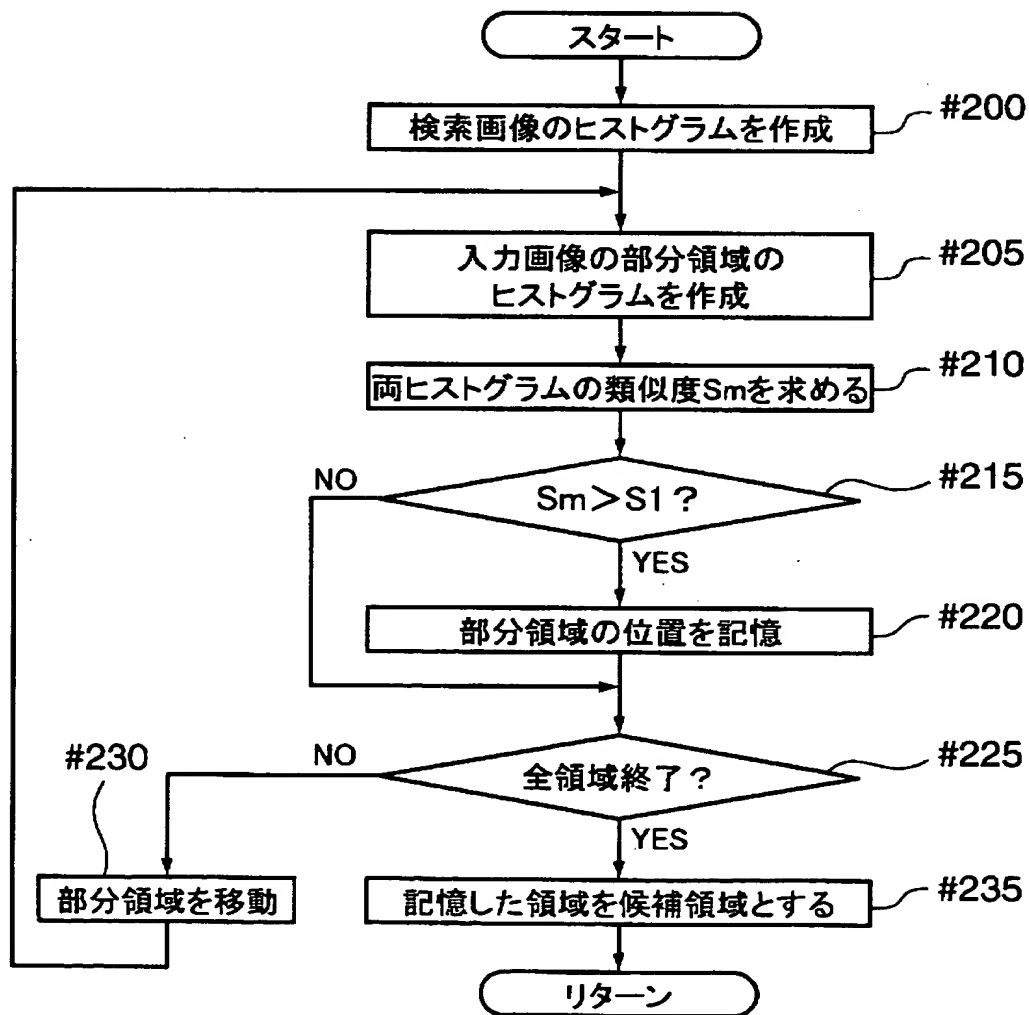 スタート
#200
検索画像のヒストグラムを作成
#205
入力画像の部分領域の
ヒストグラムを作成
#210
両ヒストグラムの類似度Smを求める
#215
NO
Sm＞S1？
YES
#220
部分領域の位置を記憶
#230
NO
#225
全領域終了？
YES
部分領域を移動
#235
記憶した領域を候補領域とする
リターン